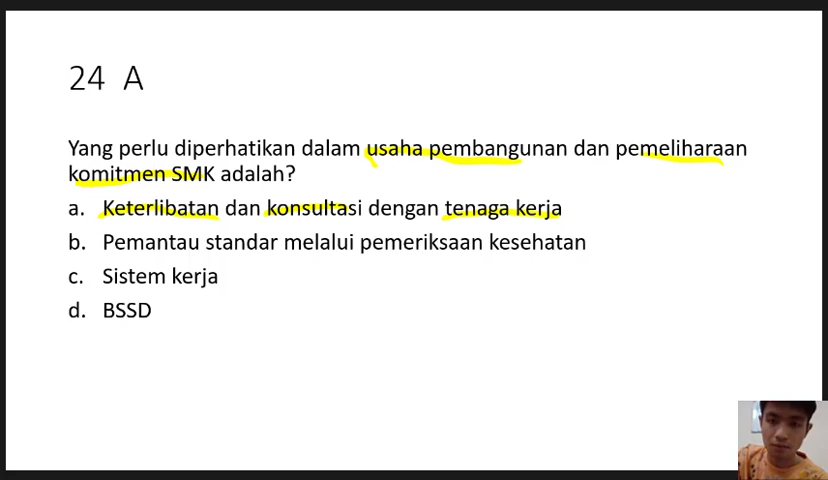 24 A
Yang perlu diperhatikan dalam usaha pembangunan dan pemeliharaan
komitmen SMK adalah?
a. Keterlibatan dan konsultasi dengan tenaga kerja
b. Pemantau standar melalui pemeriksaan kesehatan
c. Sistem kerja
d. BSSD